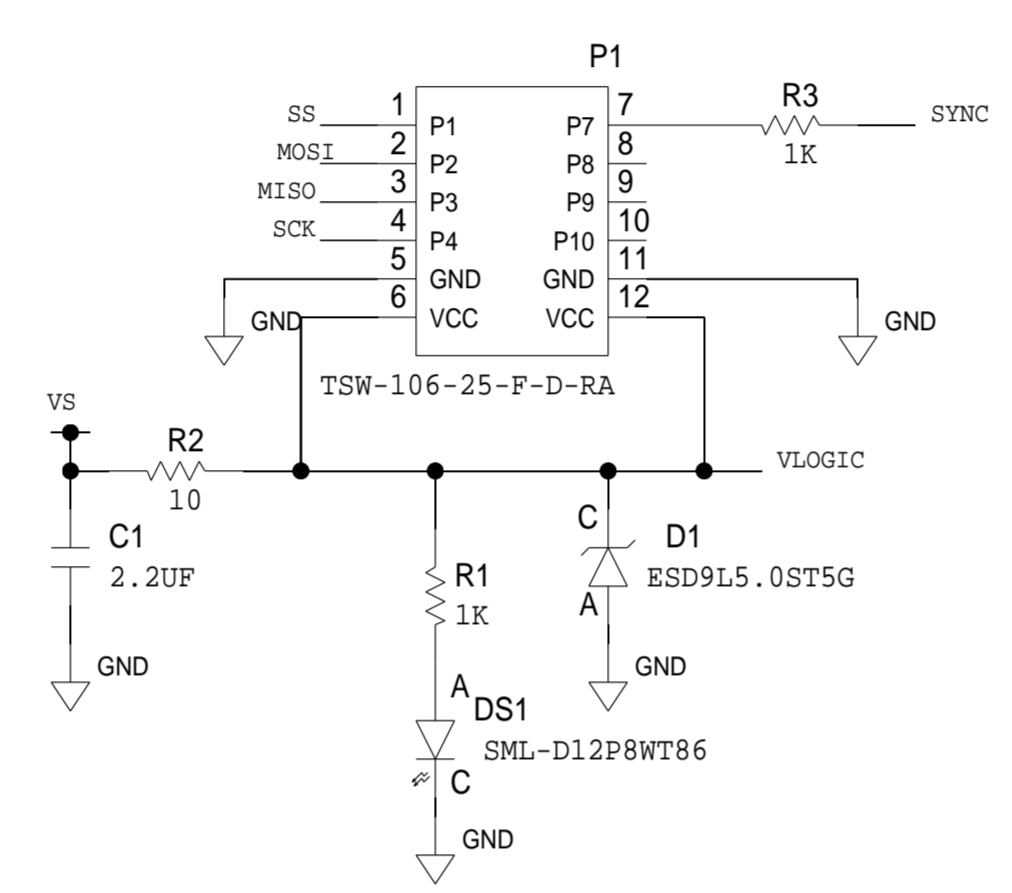 P1
1 7 R3
SS P1 P7 SYNC
2 8 1K
MOSI P2 P8
3 9
MISO P3 P9
4 10
SCK P4 P10
5 11
GND GND
6 12
GND VCC VCC GND
TSW-106-25-F-D-RA
VS
R2
VLOGIC
10
C D1
C1
2.2UF R1 ESD9L5.0ST5G
1K A
GND GND
A
DS1
SML-D12P8WT86
C
GND